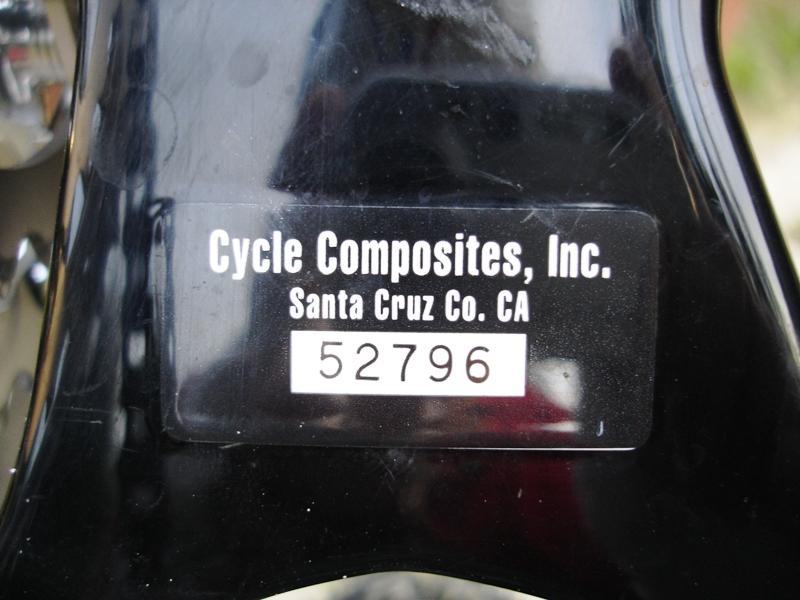 Cycle Composites, Inc.
Santa Cruz Co. CA
52796